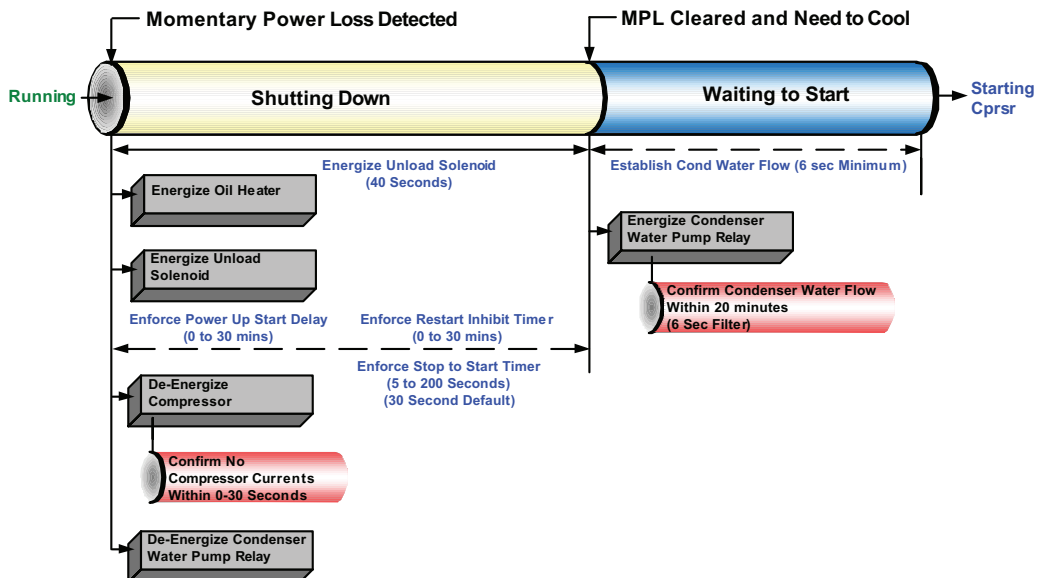 Momentary Power Loss Detected
MPL Cleared and Need to Cool
Running
Shutting Down
Waiting to Start
Starting
Cprsr
Energize Unload Solenoid
(40 Seconds)
Establish Cond Water Flow (6 sec Minimum)
Energize Oil Heater
Energize Condenser
Water Pump Relay
Energize Unload
Solenoid
Confirm Condenser Water Flow
Within 20 minutes
(6 Sec Filter)
Enforce Power Up Start Delay
(0 to 30 mins)
Enforce Restart Inhibit Timer
(0 to 30 mins)
Enforce Stop to Start Timer
(5 to 200 Seconds)
(30 Second Default)
De-Energize
Compressor
Confirm No
Compressor Currents
Within 0-30 Seconds
De-Energize Condenser
Water Pump Relay